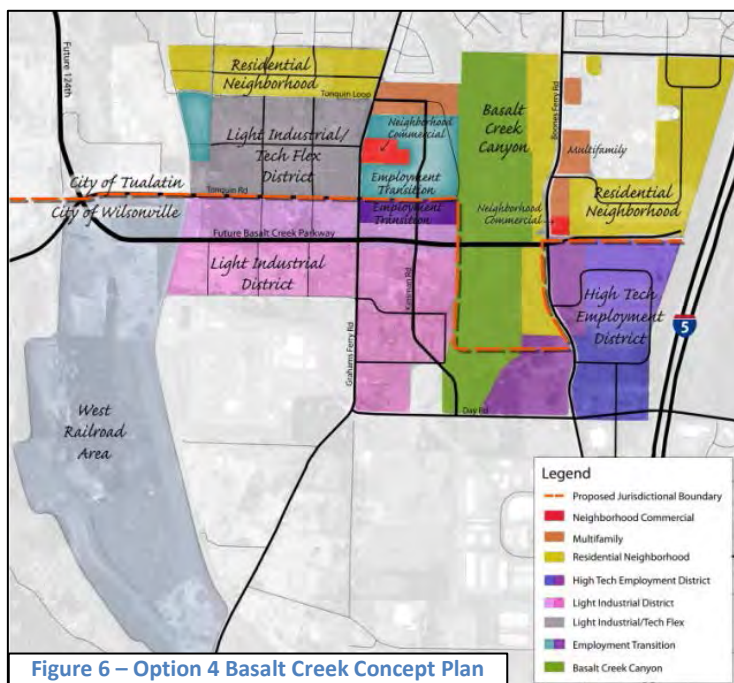 Future 124th
Residential
Neighborhood
Tonquin Loop
Light Industrial/
Tech Flex
District
City of Tualatin
Tonquin Rd
City of Wilsonville
Future Basalt Creek Parkway
Light Industrial
District
Neighborhood
Commercial
Employment
Transition
Employment
Transition
Basalt
Creek
Canyon
Boones Ferry Rd
Multifamily
Residential
Neighborhood
Neighborhood
Commercial
High Tech
Employment
District
5
Grahams Ferry Rd
Kinsman Rd
Day Rd
West
Railroad
Area
Legend
Proposed Jurisdictional Boundary
Neighborhood Commercial
Multifamily
Residential Neighborhood
High Tech Employment District
Light Industrial District
Light Industrial/Tech Flex
Employment Transition
Basalt Creek Canyon
Figure 6 – Option 4 Basalt Creek Concept Plan